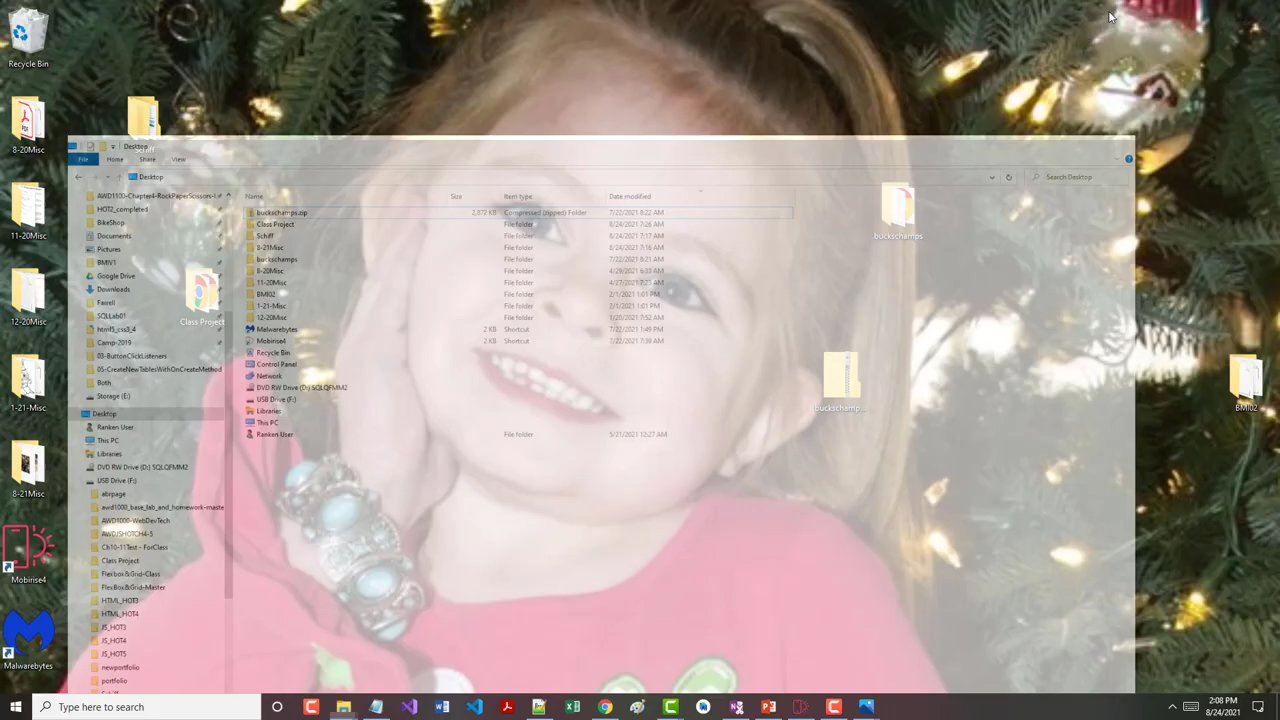 Recycle Bin
8-20Misc
Schiff
11-20Misc
12-20Misc
Class Project
1-21-Misc
8-21Misc
Mobirise4
Malwarebytes
buckschamps
buckschamp...
BMI02
Desktop
File Home Share View
Desktop
Search Desktop
AWD1100-Chapter4-RockPaperScissors-
HOT2_completed
BikeShop
Documents
Pictures
BMIV1
Google Drive
Downloads
Farrell
SQLLab01
html5_css3_4
Camp-2019
03-ButtonClickListeners
05-CreateNewTablesWithOnCreateMethod
Both
Storage (E:)
Desktop
Ranken User
This PC
Libraries
DVD RW Drive (D:) SQLQFMM2
USB Drive (F:)
abrpage
awd1000_base_lab_and_homework-maste
AWD1000-WebDevTech
AWDJSHOTCH4-5
Ch10-11Test - ForClass
Class Project
Flexbox&Grid-Class
FlexBox&Grid-Master
HTML_HOT3
HTML_HOT4
JS_HOT3
JS_HOT4
JS_HOT5
newportfolio
portfolio
Name Size Item type Date modified
buckschamps.zip 2,872 KB Compressed (zipped) Folder 7/22/2021 8:22 AM
Class Project File folder 8/24/2021 7:26 AM
Schiff File folder 8/24/2021 7:17 AM
8-21Misc File folder 8/24/2021 7:16 AM
buckschamps File folder 7/22/2021 8:21 AM
8-20Misc File folder 4/29/2021 6:33 AM
11-20Misc File folder 4/27/2021 7:23 AM
BMI02 File folder 2/1/2021 1:01 PM
1-21-Misc File folder 2/1/2021 1:01 PM
12-20Misc File folder 1/20/2021 7:52 AM
Malwarebytes 2 KB Shortcut 7/22/2021 1:49 PM
Mobirise4 2 KB Shortcut 7/22/2021 7:39 AM
Recycle Bin
Control Panel
Network
DVD RW Drive (D:) SQLQFMM2
USB Drive (F:)
Libraries
This PC
Ranken User File folder 5/21/2021 12:27 AM
Type here to search
2:08 PM
8/24/2021